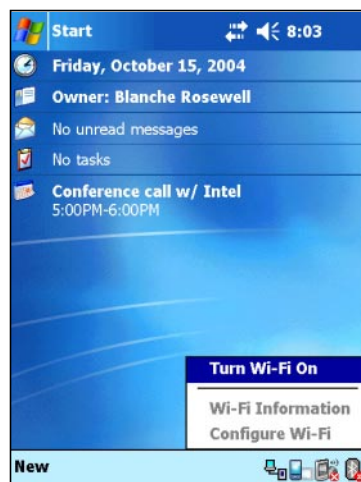 Start 8:03
Friday, October 15, 2004
Owner: Blanche Rosewell
No unread messages
No tasks
Conference call w/ Intel
5:00PM-6:00PM
Turn Wi-Fi On
Wi-Fi Information
Configure Wi-Fi
New